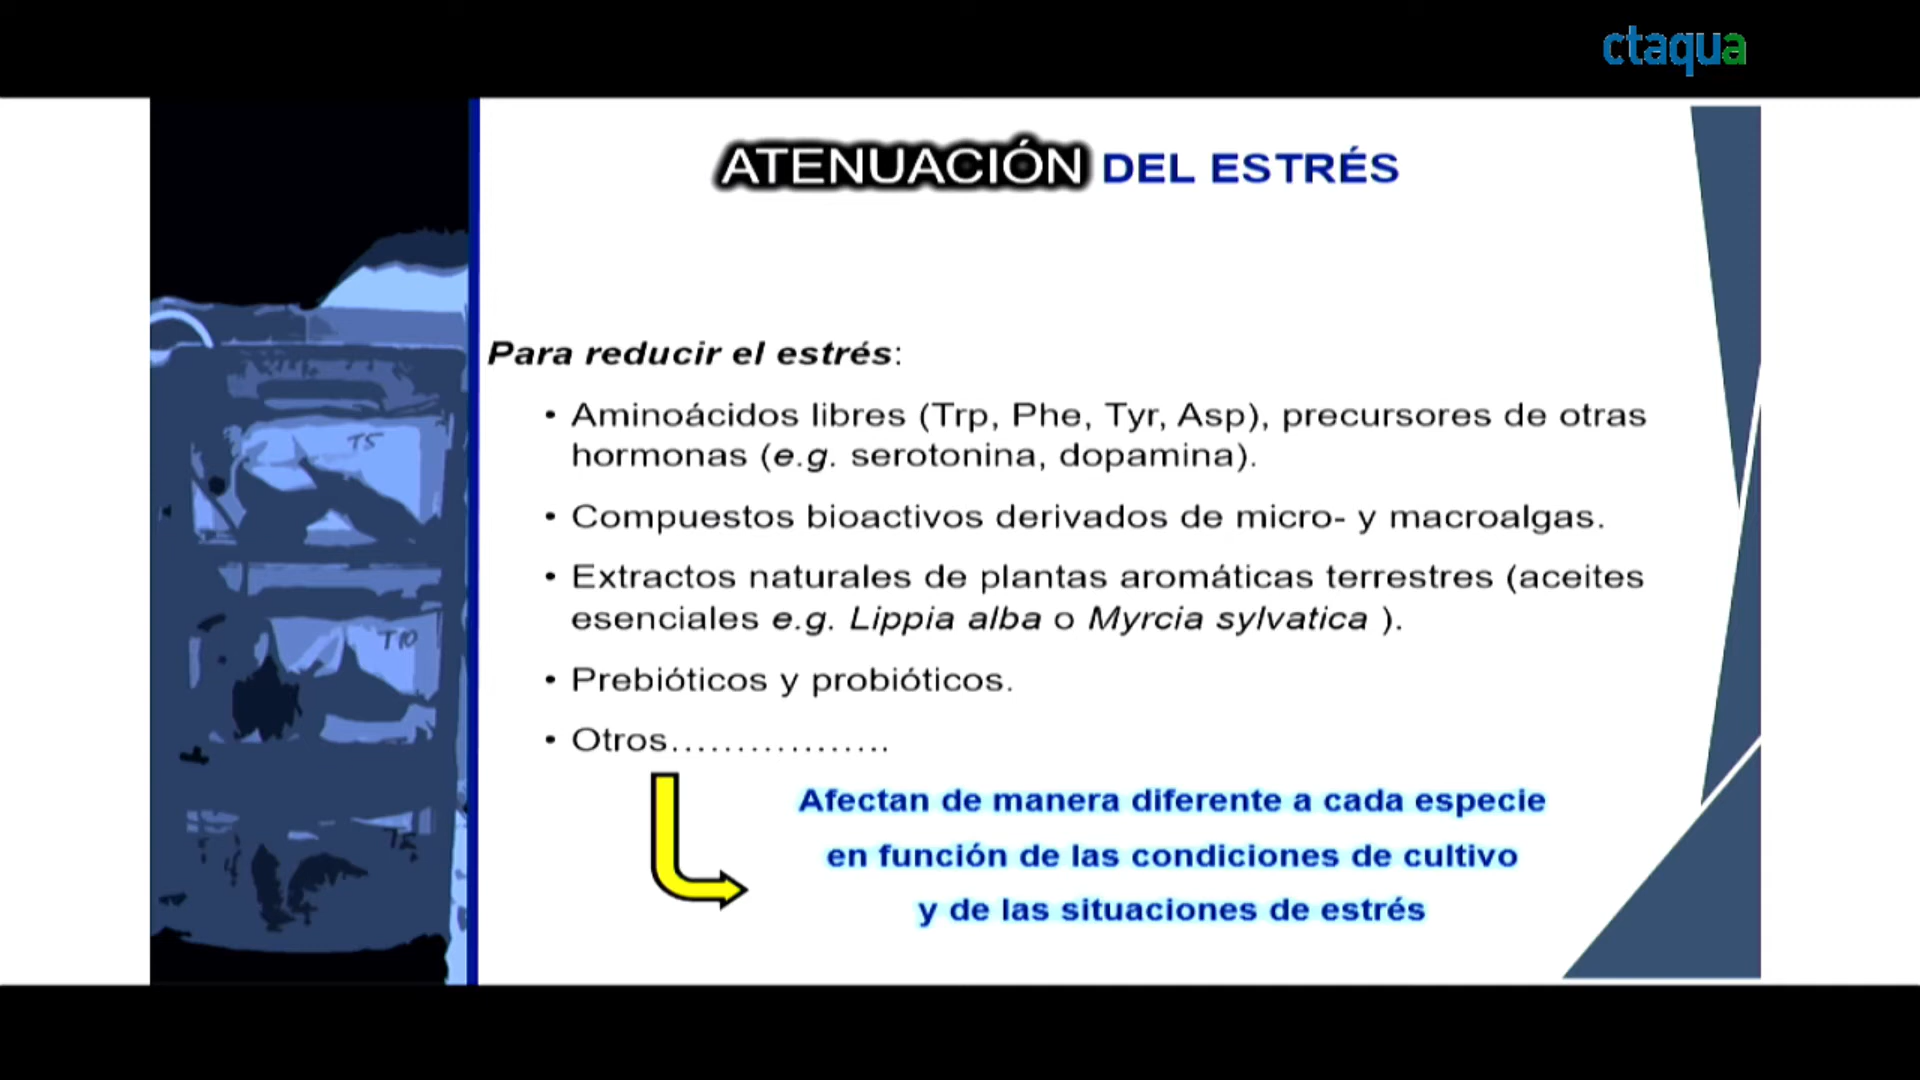 ctaqua
ATENUACIÓN DEL ESTRÉS
Para reducir el estrés:
• Aminoácidos libres (Trp, Phe, Tyr, Asp), precursores de otras
hormonas (e.g. serotonina, dopamina).
• Compuestos bioactivos derivados de micro- y macroalgas.
• Extractos naturales de plantas aromáticas terrestres (aceites
esenciales e.g. Lippia alba o Myrcia sylvatica ).
• Prebióticos y probióticos.
• Otros.................
Afectan de manera diferente a cada especie
en función de las condiciones de cultivo
y de las situaciones de estrés
T5
T10